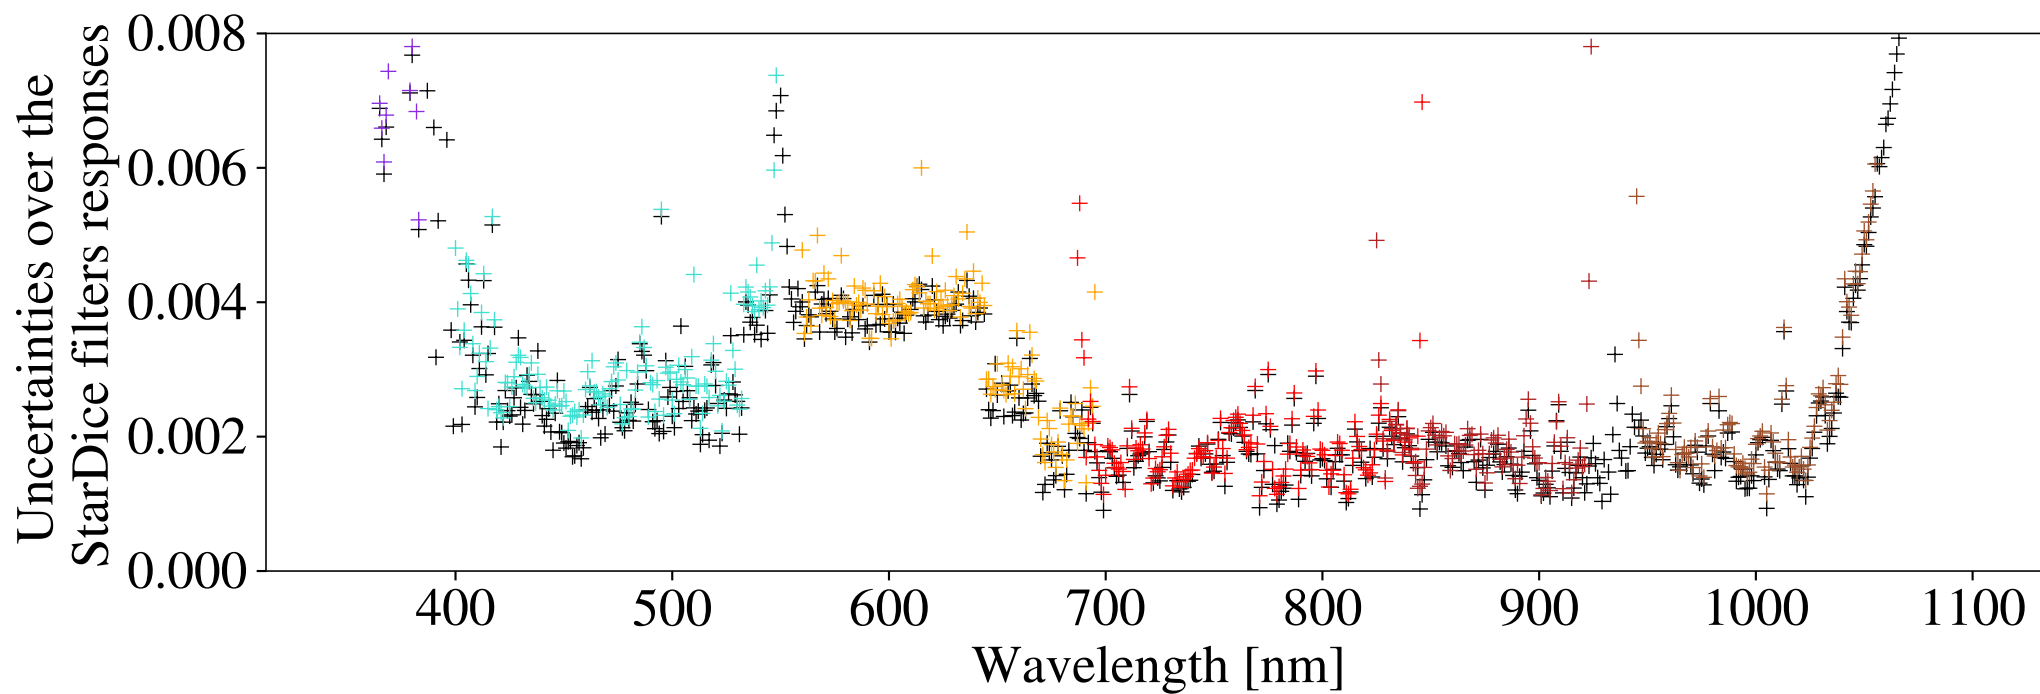 Uncertainties over the
StarDice filters responses
0.008
0.006
0.004
0.002
0.000
400 500 600 700 800 900 1000 1100
Wavelength [nm]